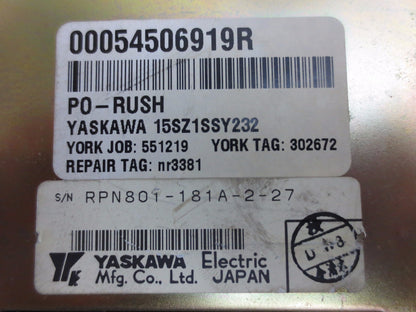 00054506919R
PO-RUSH
YASKAWA 15SZ1SSY232
YORK JOB: 551219 YORK TAG: 302672
REPAIR TAG: nr3381
S/N RPN801-181A-2-27
YASKAWA Electric
Mfg. Co., Ltd. JAPAN